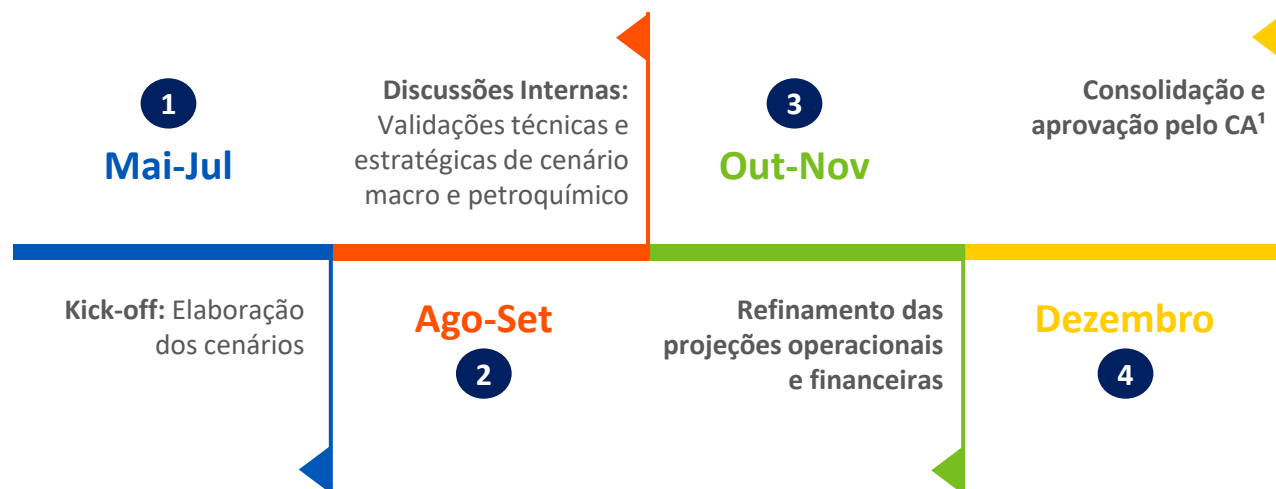 1
Mai-Jul
Kick-off: Elaboração
dos cenários
Discussões Internas:
Validações técnicas e
estratégicas de cenário
macro e petroquímico
Ago-Set
2
3
Out-Nov
Refinamento das
projeções operacionais
e financeiras
Consolidação e
aprovação pelo CA¹
Dezembro
4